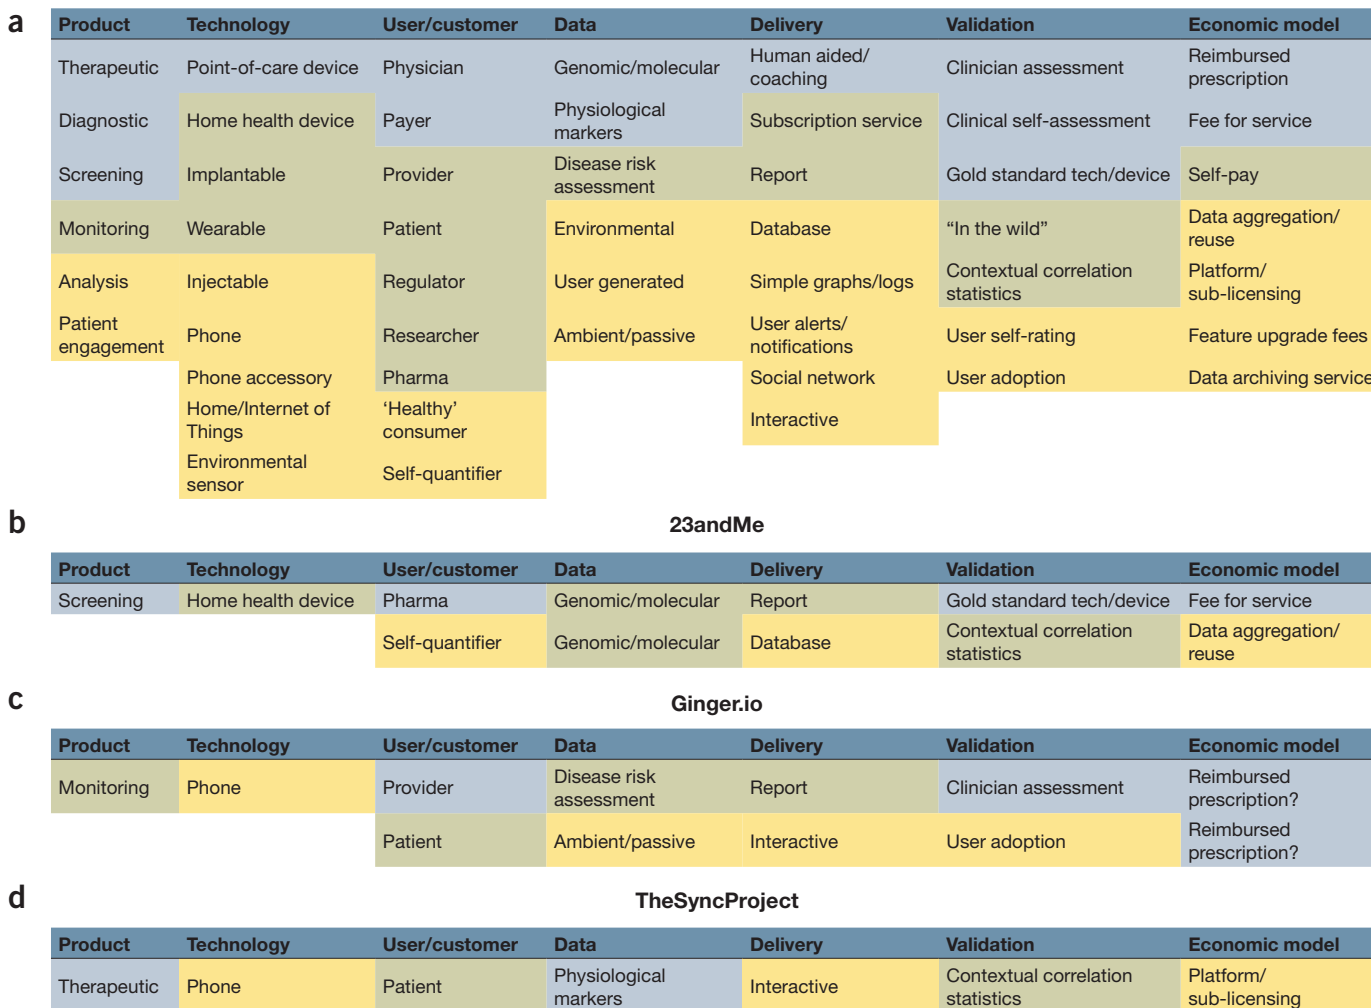 a
Product Technology User/customer Data Delivery Validation Economic model
Therapeutic Point-of-care device Physician Genomic/molecular Human aided/ coaching Clinician assessment Reimbursed prescription
Diagnostic Home health device Payer Physiological markers Subscription service Clinical self-assessment Fee for service
Screening Implantable Provider Disease risk assessment Report Gold standard tech/device Self-pay
Monitoring Wearable Patient Environmental Database “In the wild” Data aggregation/ reuse
Analysis Injectable Regulator User generated Simple graphs/logs Contextual correlation statistics Platform/ sub-licensing
Patient engagement Phone Researcher Ambient/passive User alerts/ notifications User self-rating Feature upgrade fees
Phone accessory Pharma Social network User adoption Data archiving service
Home/Internet of Things ‘Healthy’ consumer Interactive
Environmental sensor Self-quantifier
b
23andMe
Product Technology User/customer Data Delivery Validation Economic model
Screening Home health device Pharma Genomic/molecular Report Gold standard tech/device Fee for service
Self-quantifier Genomic/molecular Database Contextual correlation statistics Data aggregation/ reuse
c
Ginger.io
Product Technology User/customer Data Delivery Validation Economic model
Monitoring Phone Provider Disease risk assessment Report Clinician assessment Reimbursed prescription?
Patient Ambient/passive Interactive User adoption Reimbursed prescription?
d
TheSyncProject
Product Technology User/customer Data Delivery Validation Economic model
Therapeutic Phone Patient Physiological markers Interactive Contextual correlation statistics Platform/ sub-licensing